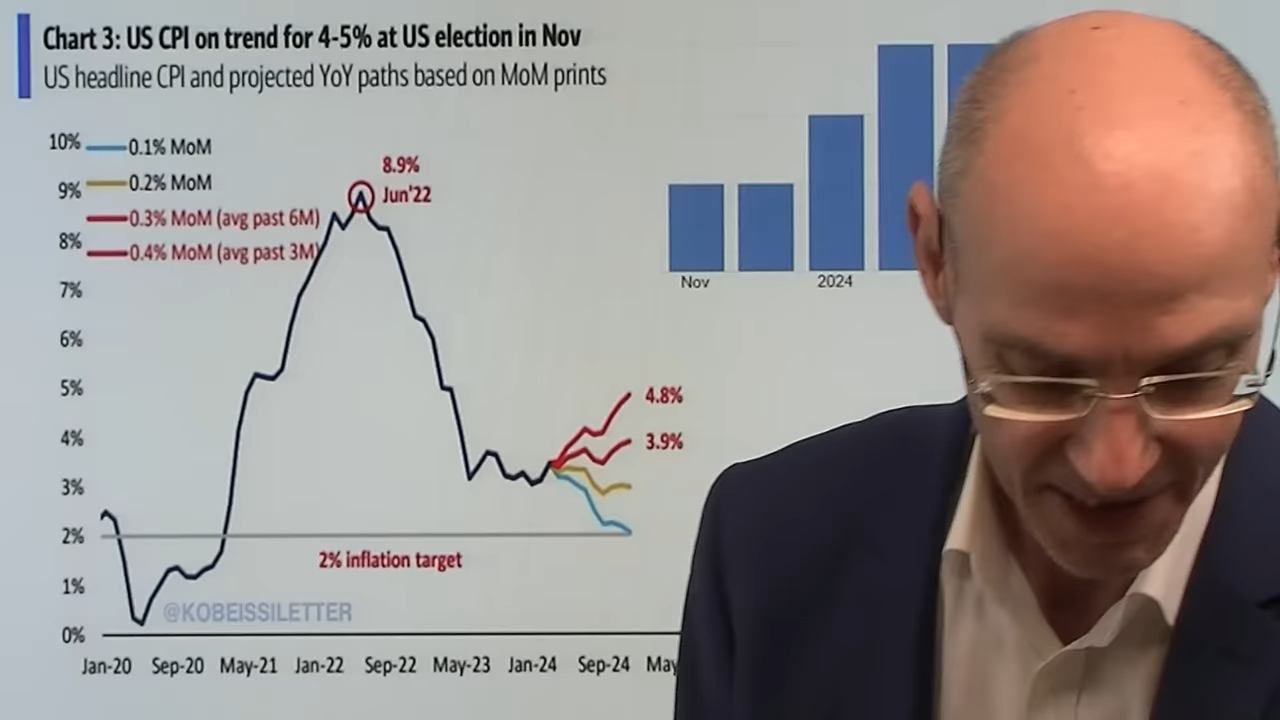 Chart 3: US CPI on trend for 4-5% at US election in Nov
US headline CPI and projected YoY paths based on MoM prints
10%
0.1% MoM
8.9%
9%
0.2% MoM
Jun'22
0.3% MoM (avg past 6M)
8%
0.4% MoM (avg past 3M)
7%
6%
5%
4.8%
4%
3.9%
3%
2%
2% inflation target
1%
@KOBEISSILETTER
0%
Jan-20 Sep-20 May-21 Jan-22 Sep-22 May-23 Jan-24 Sep-24 May
Nov 2024